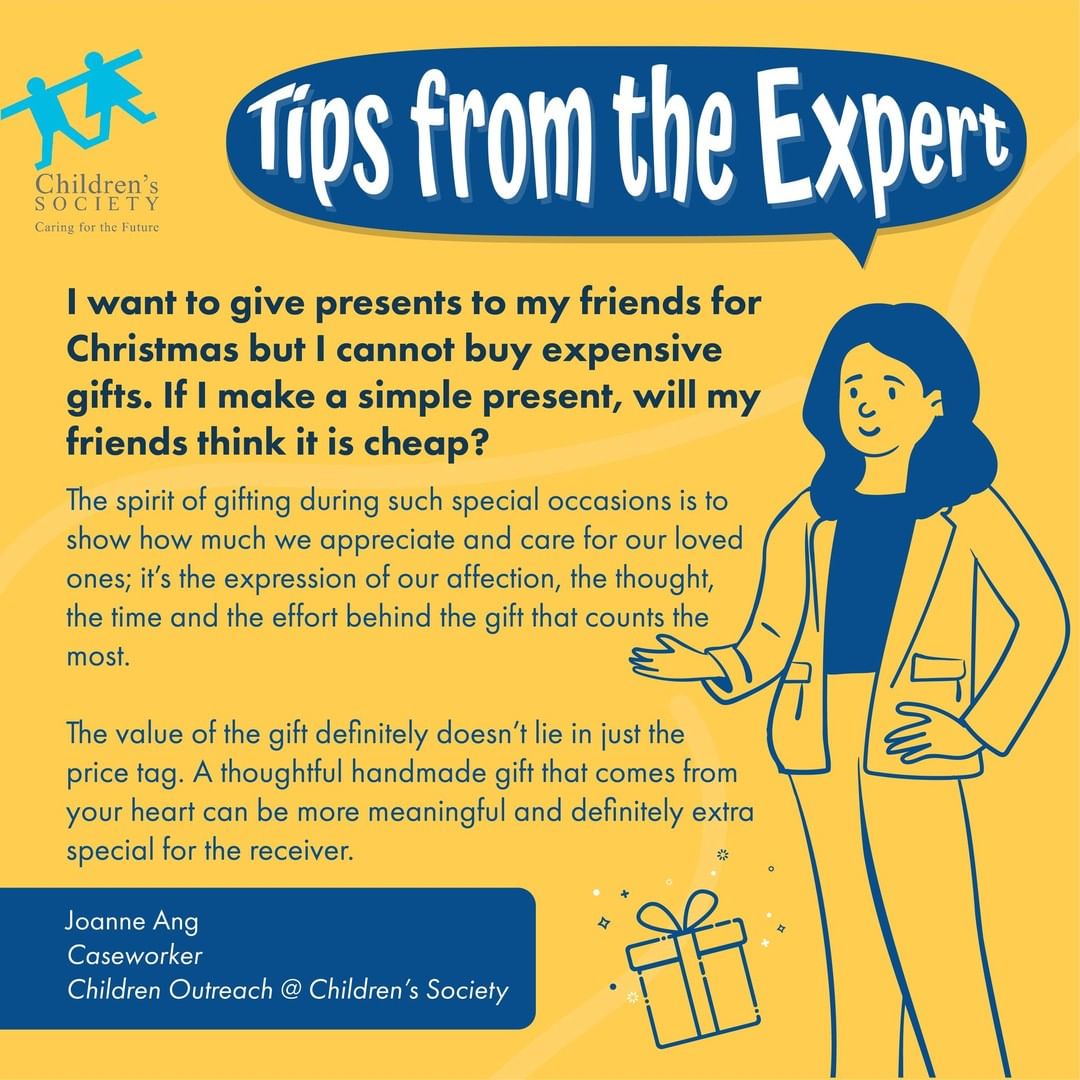 Children's
SOCIETY
Caring for the Future
Tips from the Expert
I want to give presents to my friends for
Christmas but I cannot buy expensive
gifts. If I make a simple present, will my
friends think it is cheap?
The spirit of gifting during such special occasions is to
show how much we appreciate and care for our loved
ones; it’s the expression of our affection, the thought,
the time and the effort behind the gift that counts the
most.
The value of the gift definitely doesn’t lie in just the
price tag. A thoughtful handmade gift that comes from
your heart can be more meaningful and definitely extra
special for the receiver.
Joanne Ang
Caseworker
Children Outreach @ Children’s Society